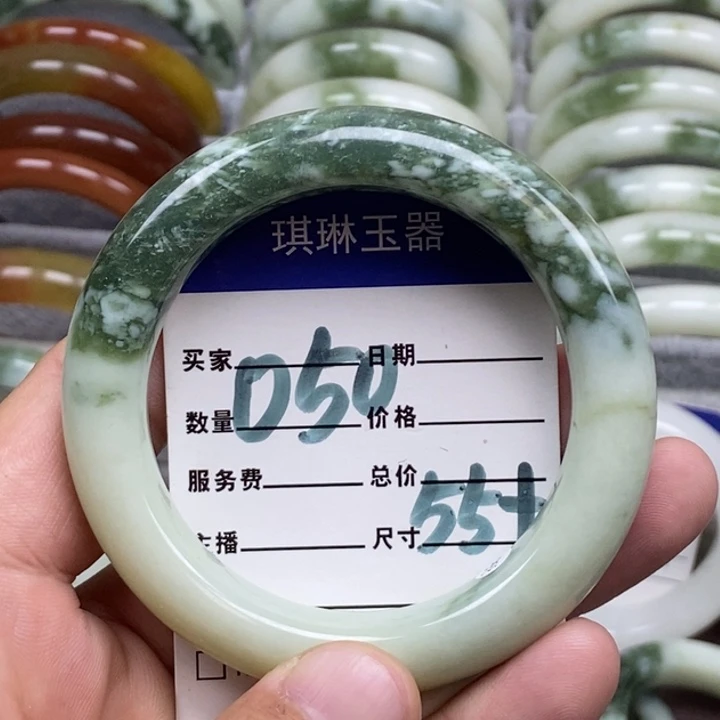 琪琳玉器
买家 日期
D50
数量 价格
服务费 总价
55+
主播 尺寸